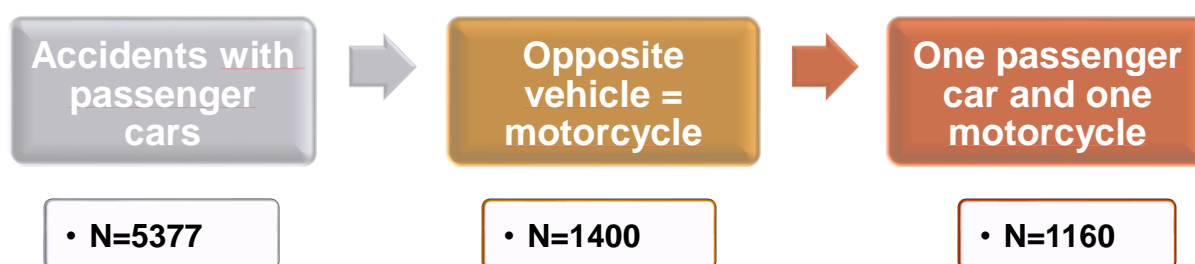 Accidents with
passenger
cars
• N=5377
Opposite
vehicle =
motorcycle
• N=1400
One passenger
car and one
motorcycle
• N=1160